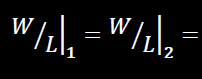 W/L|₁ = W/L|₂ =